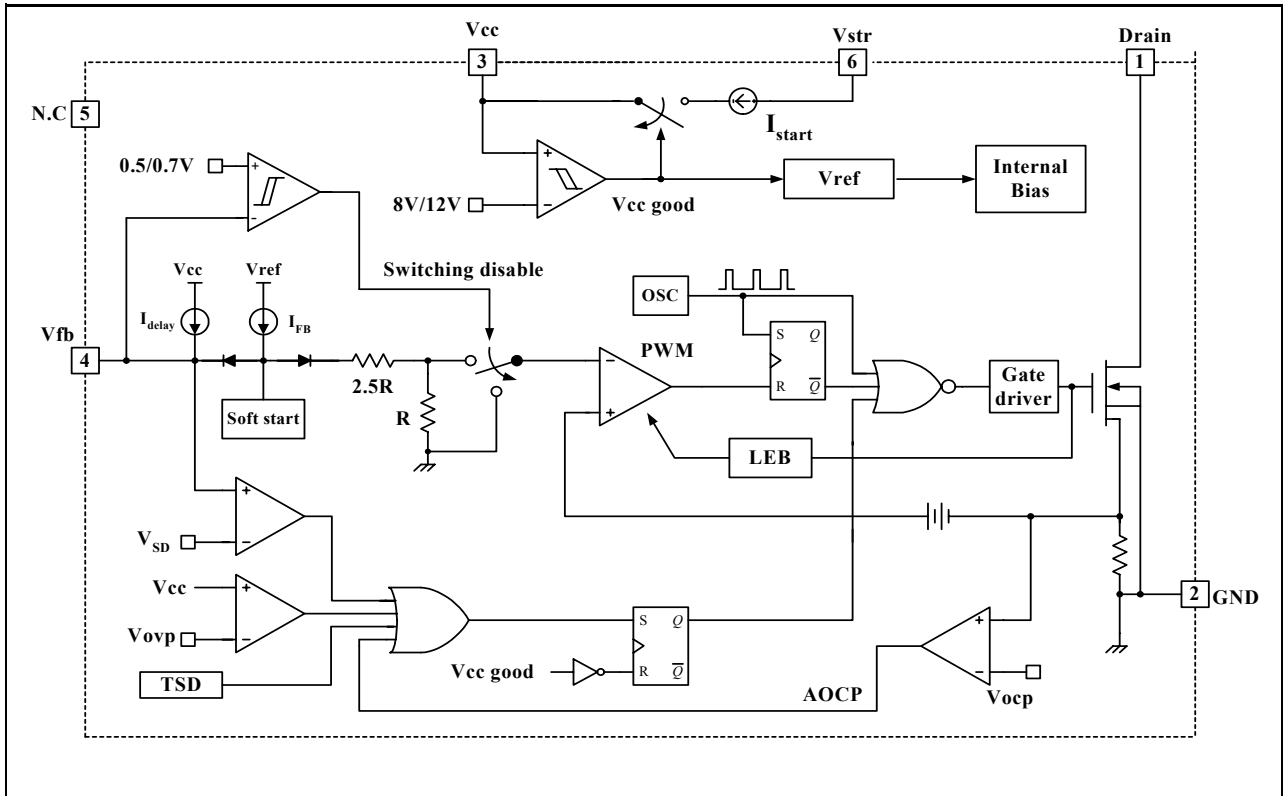 Vcc
3
Vstr
6
Drain
1
N.C 5
I start
0.5/0.7V
+
-
+
−
8V/12V
Vcc good
Vref
Internal
Bias
Vcc
Vref
Switching disable
OSC
I delay
I FB
Vfb
4
2.5R
R
Soft start
PWM
−
+
S Q
R Q
Gate
driver
LEB
+
−
V SD
Vcc
+
−
Vovp
TSD
S Q
R Q
Vcc good
AOCP
+
−
Vocp
2 GND